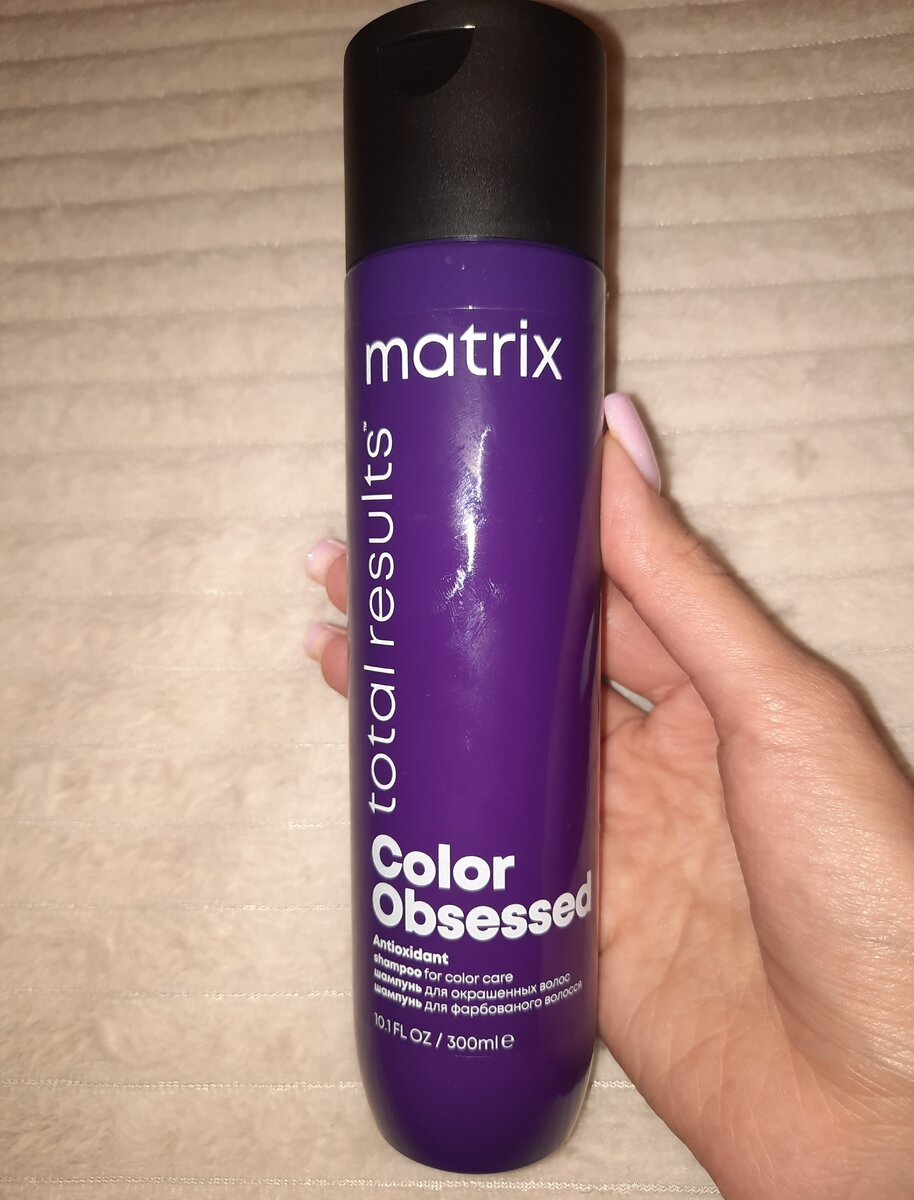 matrix
total results™
Color
Obsessed
Antioxidant
shampoo for color care
шампунь для окрашенных волос
шампунь для фарбованого волосся
10.1 FL OZ / 300ml ℮